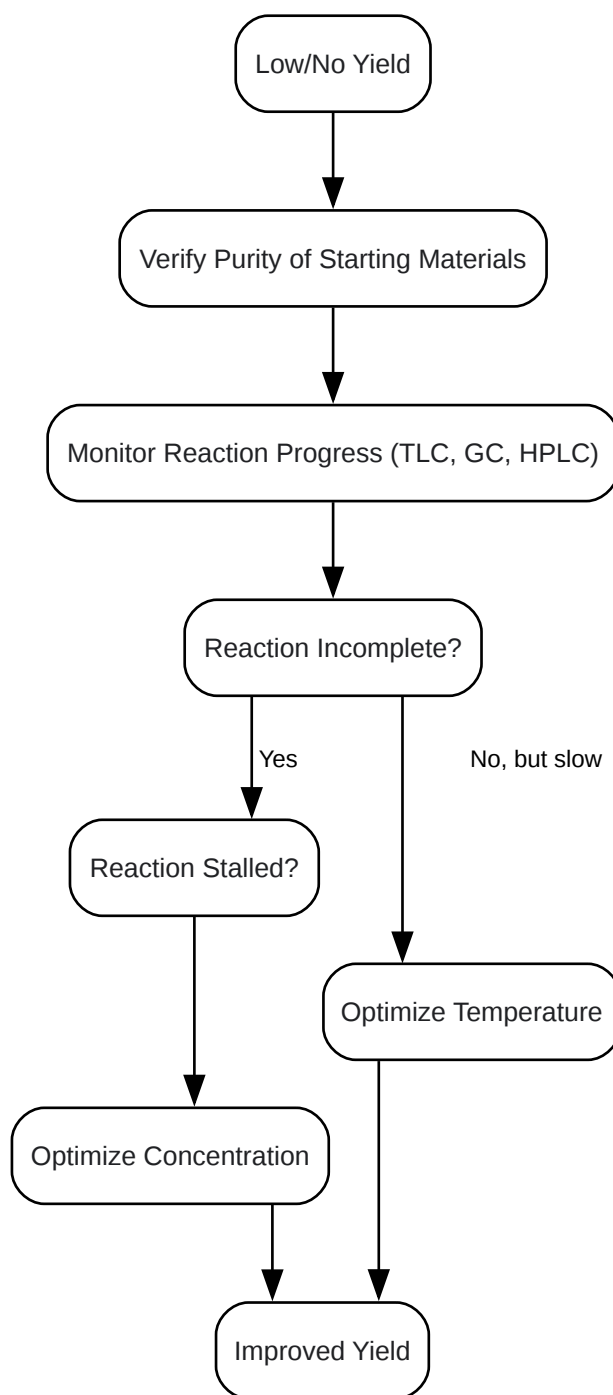 Low/No Yield
Verify Purity of Starting Materials
Monitor Reaction Progress (TLC, GC, HPLC)
Reaction Incomplete?
Yes
No, but slow
Reaction Stalled?
Optimize Temperature
Optimize Concentration
Improved Yield